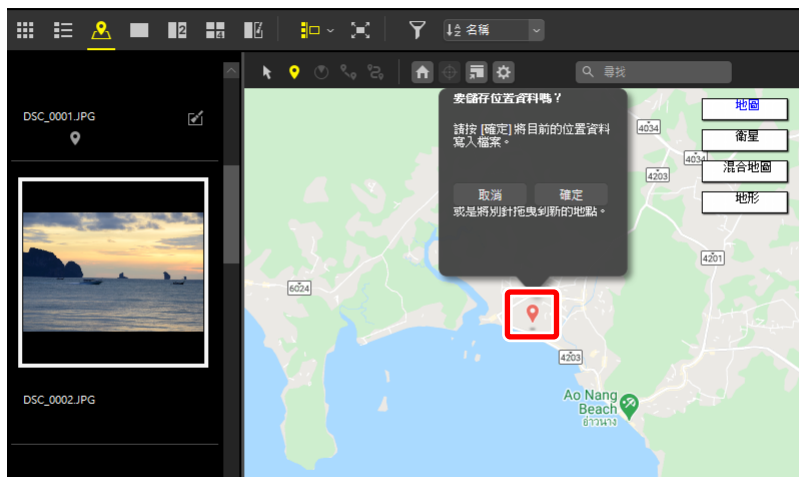 2
4
名稱
尋找
DSC_0001.JPG
要儲存位置資料嗎？
請按 [確定] 將目前的位置資料
寫入檔案。
取消
確定
或是將別針拖曳到新的地點。
地圖
衛星
混合地圖
地形
4034
4034
4203
4201
6024
4203
Ao Nang
Beach
อ่าวนาง
DSC_0002.JPG